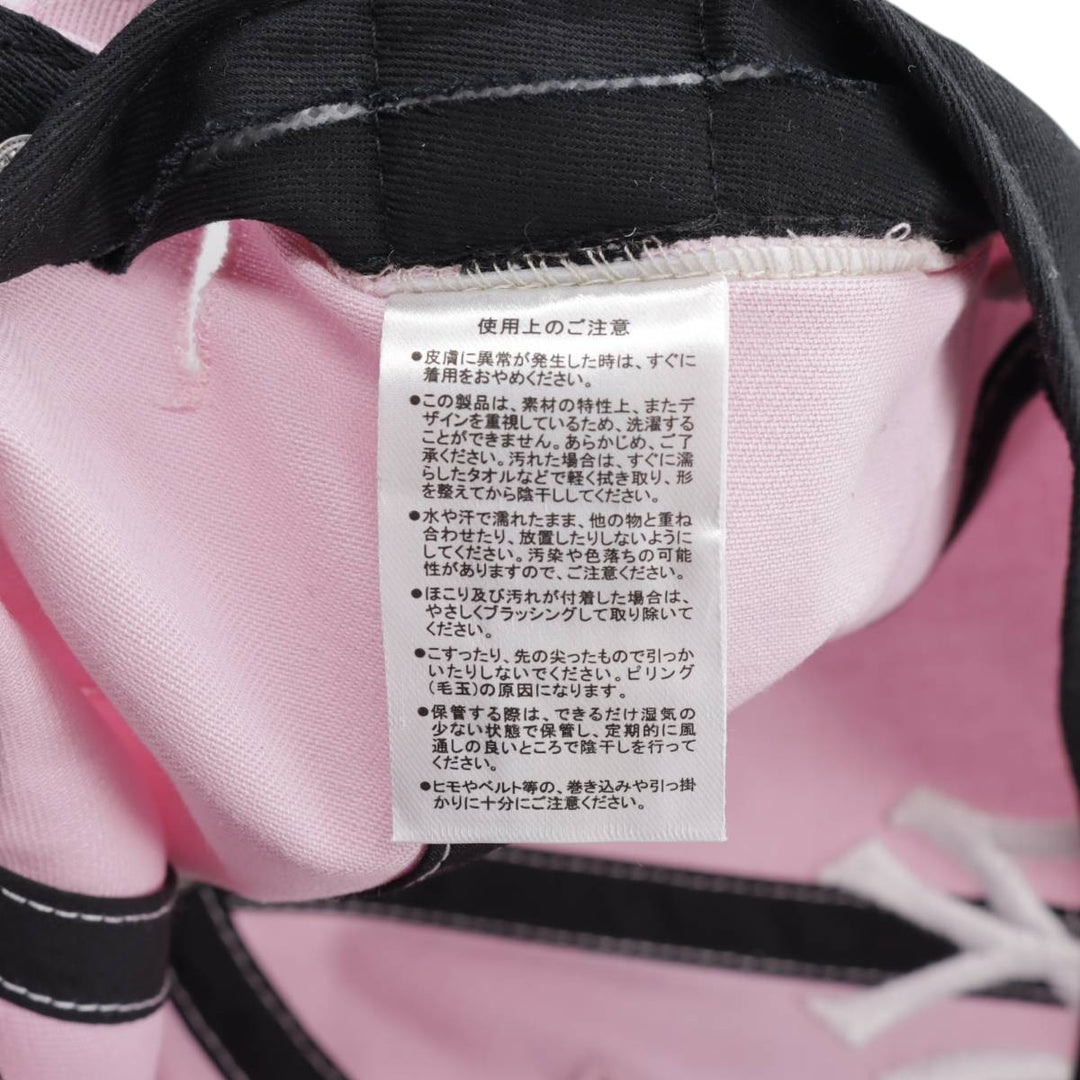 使用上のご注意
●皮膚に異常が発生した時は、すぐに
着用をおやめください。
●この製品は、素材の特性上、またデ
ザインを重視しているため、洗濯する
ことができません。あらかじめ、ご了
承ください。汚れた場合は、すぐに濡
らしたタオルなどで軽く拭き取り、形
を整えてから陰干ししてください。
●水や汗で濡れたまま、他の物と重ね
合わせたり、放置したりしないように
してください。汚染や色落ちの可能
性がありますので、ご注意ください。
●ほこり及び汚れが付着した場合は、
やさしくブラッシングして取り除いて
ください。
●こすったり、先の尖ったもので引っか
いたりしないでください。ピリング
(毛玉)の原因になります。
●保管する際は、できるだけ湿気の
少ない状態で保管し、定期的に風
通しの良いところで陰干しを行って
ください。
●ヒモやベルト等の、巻き込みや引っ掛
かりに十分にご注意ください。